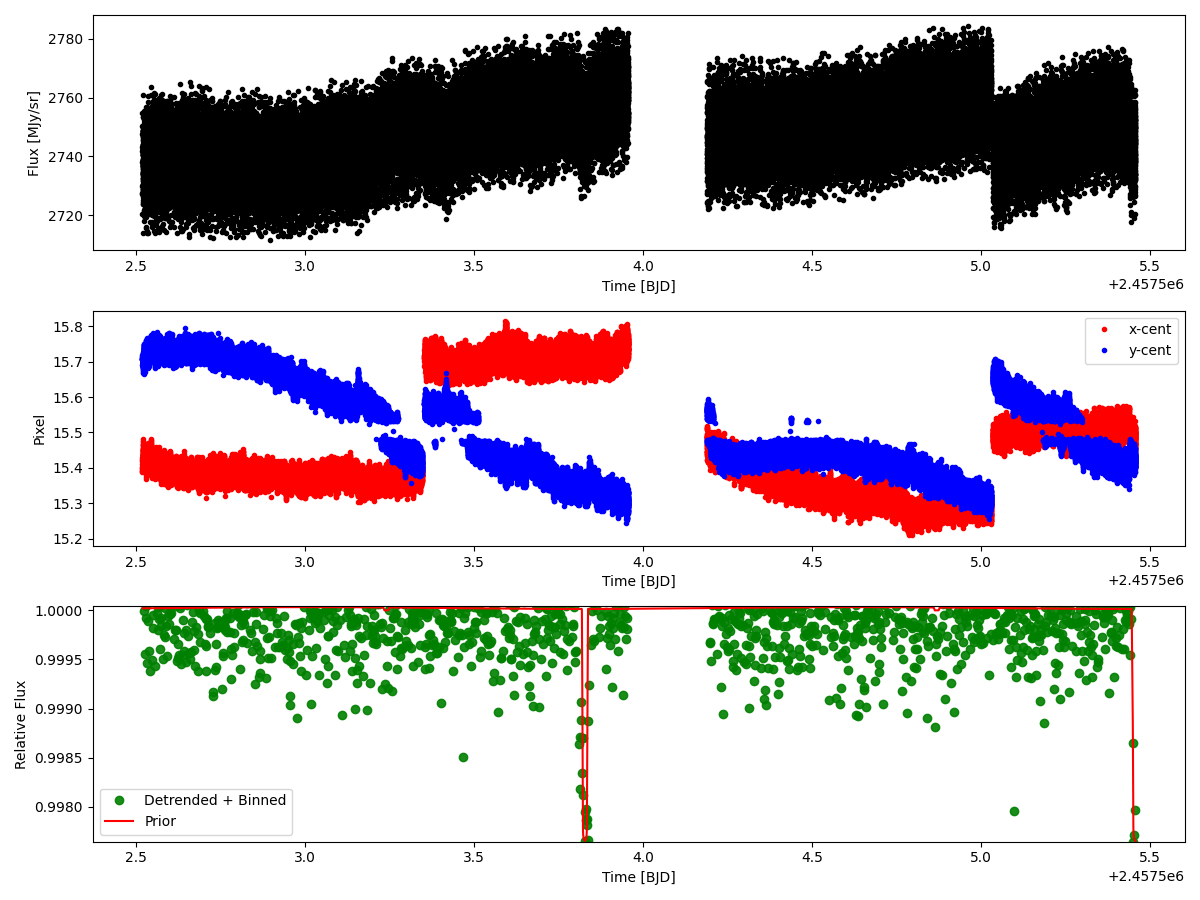 2780
2760
2740
2720
Flux [MJy/sr]
2.5 3.0 3.5 4.0 4.5 5.0 5.5
Time [BJD]
+2.4575e6
15.8
15.7
15.6
15.5
15.4
15.3
15.2
Pixel
x-cent
y-cent
2.5 3.0 3.5 4.0 4.5 5.0 5.5
Time [BJD]
+2.4575e6
1.0000
0.9995
0.9990
0.9985
0.9980
Relative Flux
Detrended + Binned
Prior
2.5 3.0 3.5 4.0 4.5 5.0 5.5
Time [BJD]
+2.4575e6